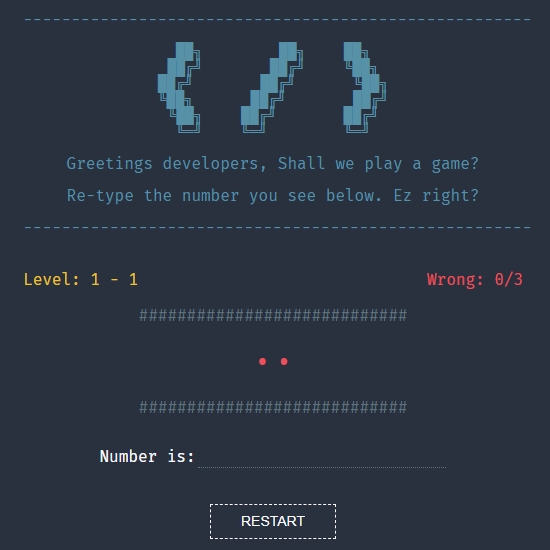 Greetings developers, Shall we play a game?
Re-type the number you see below. Ez right?
Level: 1 - 1
Wrong: 0/3
############################
• •
############################
Number is:
RESTART